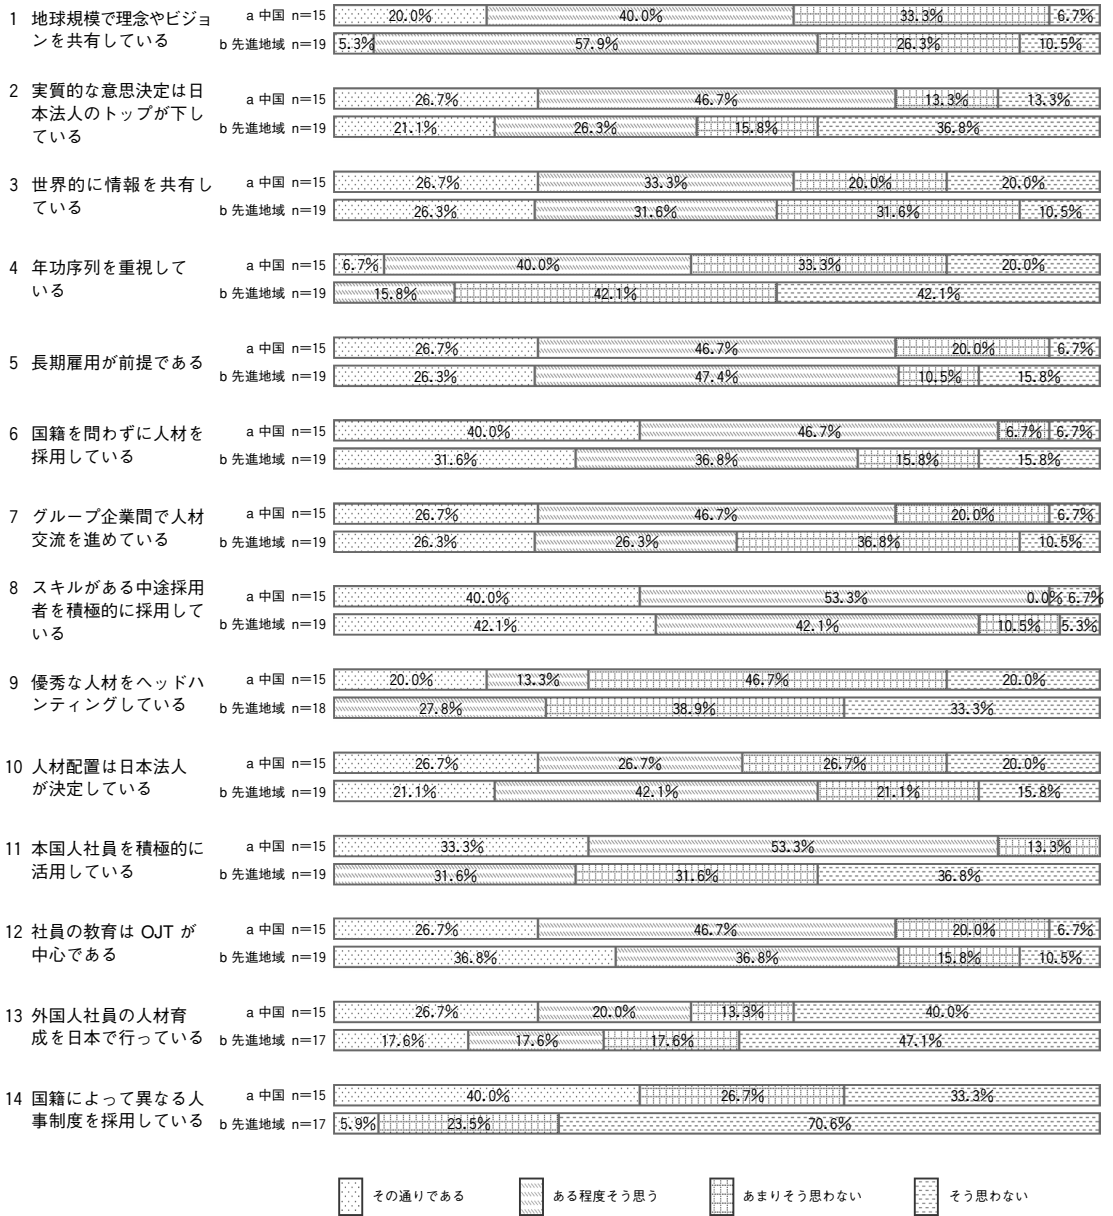 1 地球規模で理念やビジョ
ンを共有している
a 中国 n=15 20.0% 40.0% 33.3% 6.7%
b 先進地域 n=19 5.3% 57.9% 26.3% 10.5%
2 実質的な意思決定は日
本法人のトップが下し
ている
a 中国 n=15 26.7% 46.7% 13.3% 13.3%
b 先進地域 n=19 21.1% 26.3% 15.8% 36.8%
3 世界的に情報を共有し
ている
a 中国 n=15 26.7% 33.3% 20.0% 20.0%
b 先進地域 n=19 26.3% 31.6% 31.6% 10.5%
4 年功序列を重視して
いる
a 中国 n=15 6.7% 40.0% 33.3% 20.0%
b 先進地域 n=19 15.8% 42.1% 42.1%
5 長期雇用が前提である
a 中国 n=15 26.7% 46.7% 20.0% 6.7%
b 先進地域 n=19 26.3% 47.4% 10.5% 15.8%
6 国籍を問わずに人材を
採用している
a 中国 n=15 40.0% 46.7% 6.7% 6.7%
b 先進地域 n=19 31.6% 36.8% 15.8% 15.8%
7 グループ企業間で人材
交流を進めている
a 中国 n=15 26.7% 46.7% 20.0% 6.7%
b 先進地域 n=19 26.3% 26.3% 36.8% 10.5%
8 スキルがある中途採用
者を積極的に採用して
いる
a 中国 n=15 40.0% 53.3% 0.0% 6.7%
b 先進地域 n=19 42.1% 42.1% 10.5% 5.3%
9 優秀な人材をヘッドハ
ンティングしている
a 中国 n=15 20.0% 13.3% 46.7% 20.0%
b 先進地域 n=18 27.8% 38.9% 33.3%
10 人材配置は日本法人
が決定している
a 中国 n=15 26.7% 26.7% 26.7% 20.0%
b 先進地域 n=19 21.1% 42.1% 21.1% 15.8%
11 本国人社員を積極的に
活用している
a 中国 n=15 33.3% 53.3% 13.3%
b 先進地域 n=19 31.6% 31.6% 36.8%
12 社員の教育は OJT が
中心である
a 中国 n=15 26.7% 46.7% 20.0% 6.7%
b 先進地域 n=19 36.8% 36.8% 15.8% 10.5%
13 外国人社員の人材育
成を日本で行っている
a 中国 n=15 26.7% 20.0% 13.3% 40.0%
b 先進地域 n=17 17.6% 17.6% 17.6% 47.1%
14 国籍によって異なる人
事制度を採用している
a 中国 n=15 40.0% 26.7% 33.3%
b 先進地域 n=17 5.9% 23.5% 70.6%
その通りである ある程度そう思う あまりそう思わない そう思わない